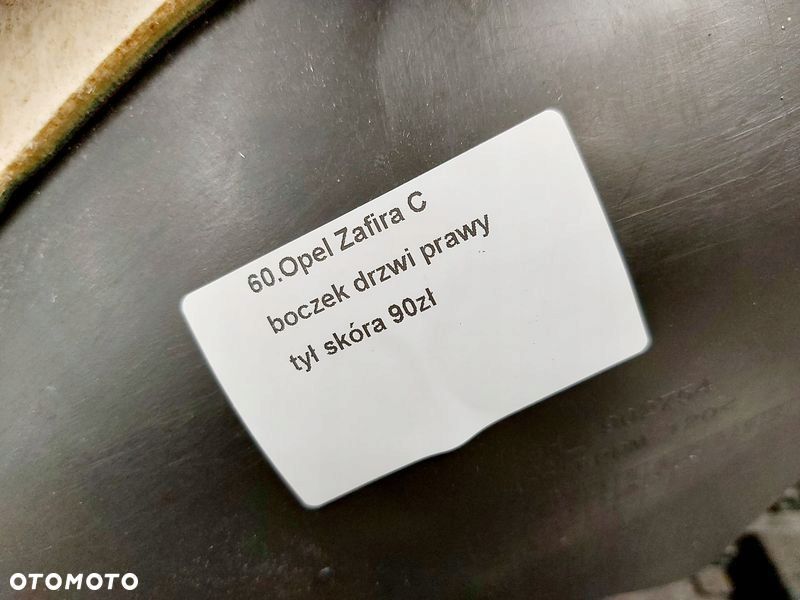 60.Opel Zafira C
boczek drzwi prawy
tył skóra 90zł
OTOMOTO